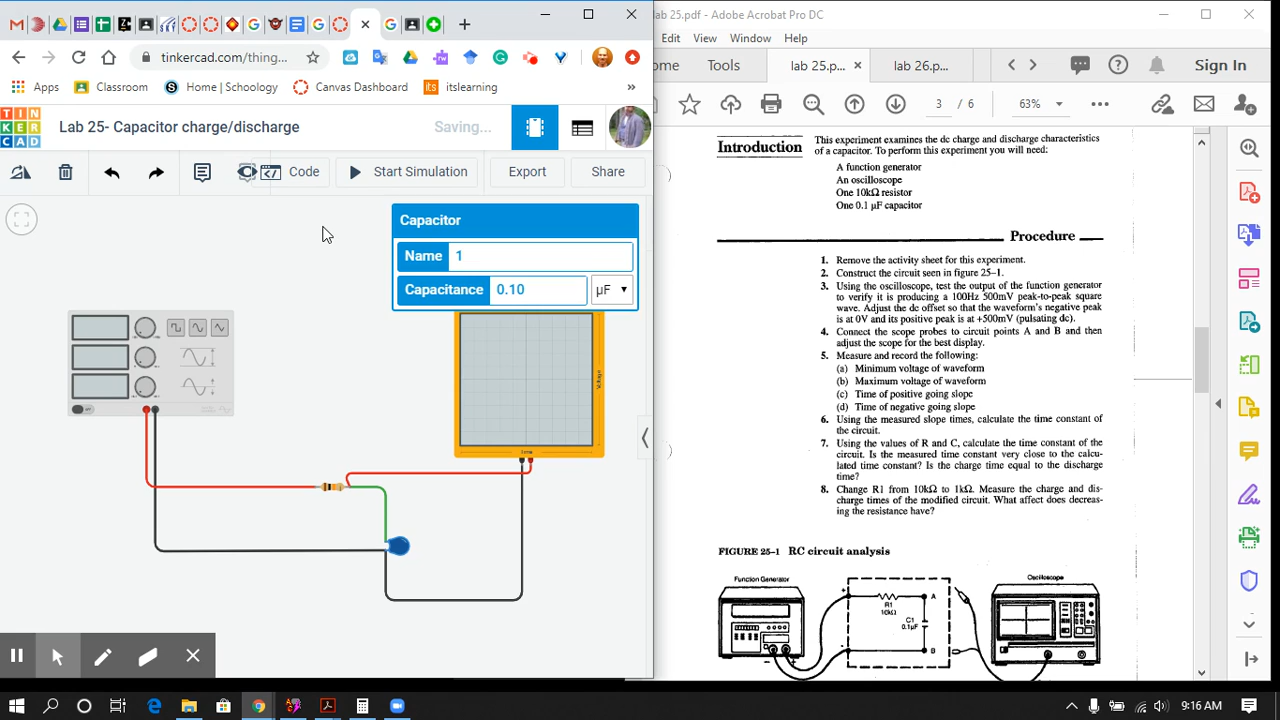 tinkercad.com/thing...
Apps
Classroom
Home | Schoology
Canvas Dashboard
itslearning
»
TIN
KER
CAD
Lab 25- Capacitor charge/discharge
Saving...
Code
Start Simulation
Export
Share
Capacitor
Name 1
Capacitance 0.10 µF
Voltage
lab 25.pdf - Adobe Acrobat Pro DC
Edit View Window Help
ome Tools lab 25.p... lab 26.p... Sign In
3 / 6 63%
Introduction
This experiment examines the dc charge and discharge characteristics
of a capacitor. To perform this experiment you will need:
A function generator
An oscilloscope
One 10kΩ resistor
One 0.1 µF capacitor
Procedure
1. Remove the activity sheet for this experiment.
2. Construct the circuit seen in figure 25–1.
3. Using the oscilloscope, test the output of the function generator
to verify it is producing a 100Hz 500mV peak-to-peak square
wave. Adjust the dc offset so that the waveform's negative peak
is at 0V and its positive peak is at +500mV (pulsating dc).
4. Connect the scope probes to circuit points A and B and then
adjust the scope for the best display.
5. Measure and record the following:
(a) Minimum voltage of waveform
(b) Maximum voltage of waveform
(c) Time of positive going slope
(d) Time of negative going slope
6. Using the measured slope times, calculate the time constant of
the circuit.
7. Using the values of R and C, calculate the time constant of the
circuit. Is the measured time constant very close to the calcu-
lated time constant? Is the charge time equal to the discharge
time?
8. Change R1 from 10kΩ to 1kΩ. Measure the charge and dis-
charge times of the modified circuit. What affect does decreas-
ing the resistance have?
FIGURE 25–1 RC circuit analysis
Function Generator
Oscilloscope
+
R1
10kΩ
A
C1
0.1µF
-
B
− +
9:16 AM